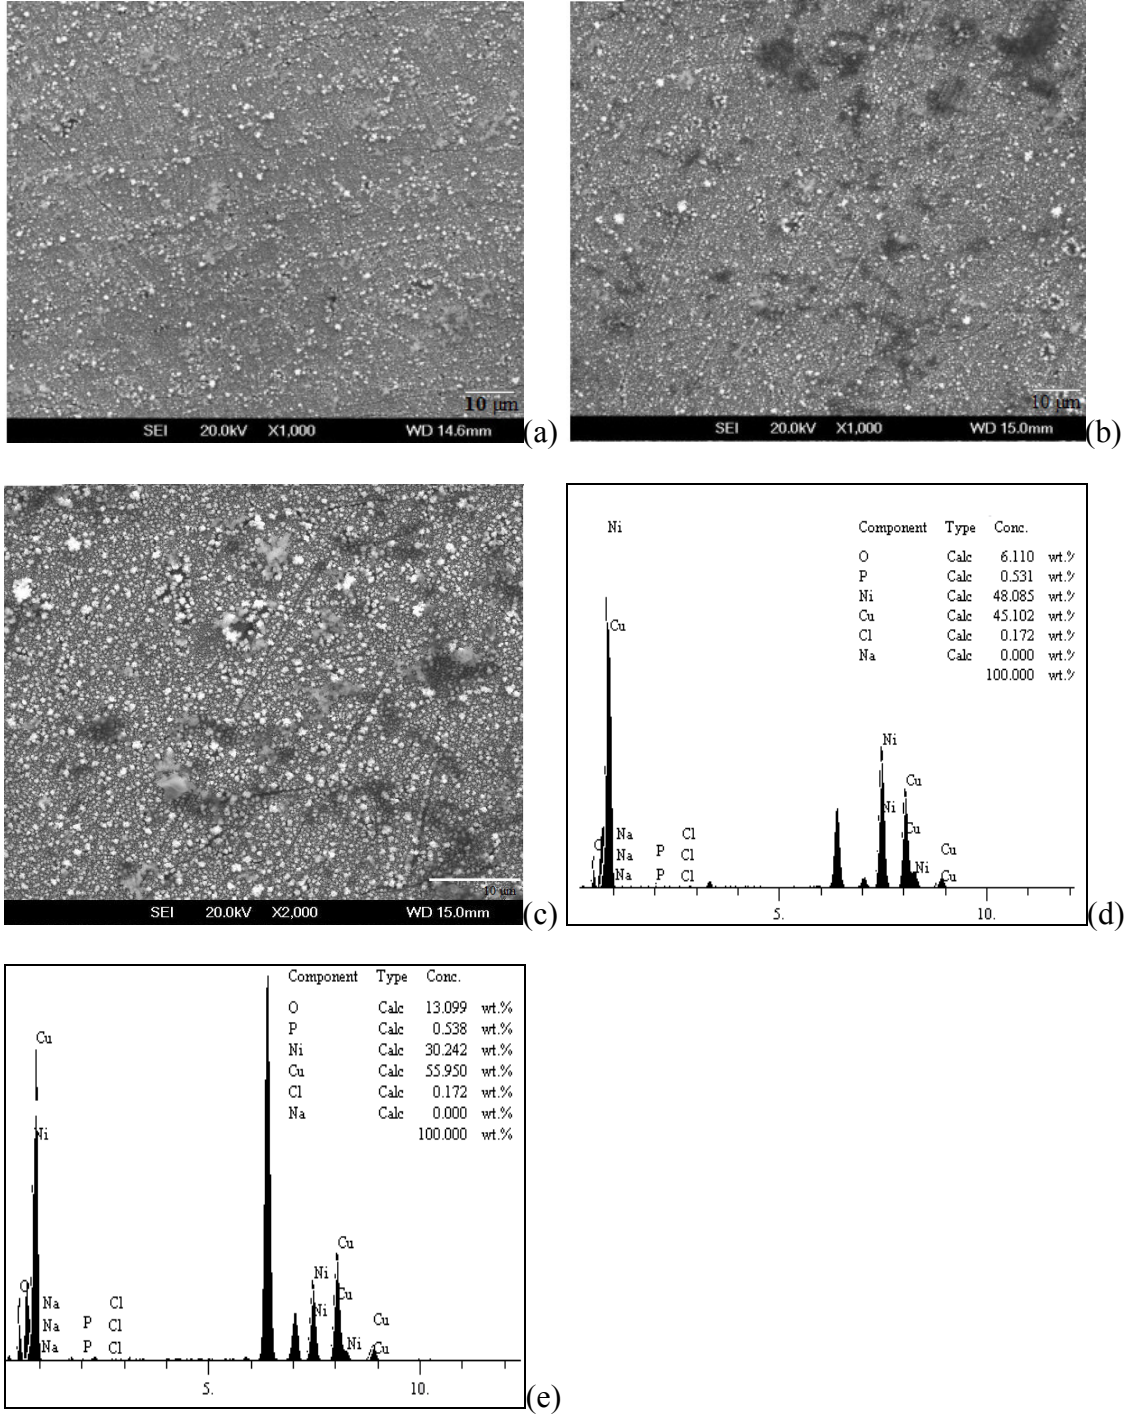 10 μm
SEI 20.0kV X1,000 WD 14.6mm
(a)
10 μm
SEI 20.0kV X1,000 WD 15.0mm
(b)
10 μm
SEI 20.0kV X2,000 WD 15.0mm
(c)
Ni
Component Type Conc.
O Calc 6.110 wt.%
P Calc 0.531 wt.%
Ni Calc 48.085 wt.%
Cu Calc 45.102 wt.%
Cl Calc 0.172 wt.%
Na Calc 0.000 wt.%
100.000 wt.%
Cu
Ni
Cu
Ni
Cu
Na Cl
P
Cu
Na Cl
P
Ni
Na P Cl
Cu
5. 10.
(d)
Component Type Conc.
O Calc 13.099 wt.%
P Calc 0.538 wt.%
Ni Calc 30.242 wt.%
Cu Calc 55.950 wt.%
Cl Calc 0.172 wt.%
Na Calc 0.000 wt.%
100.000 wt.%
Cu
Ni
Cu
Ni
O
Cu
Na Cl
Ni
P
Cu
Na Cl
Ni
Na P Cl
Cu
5. 10.
(e)